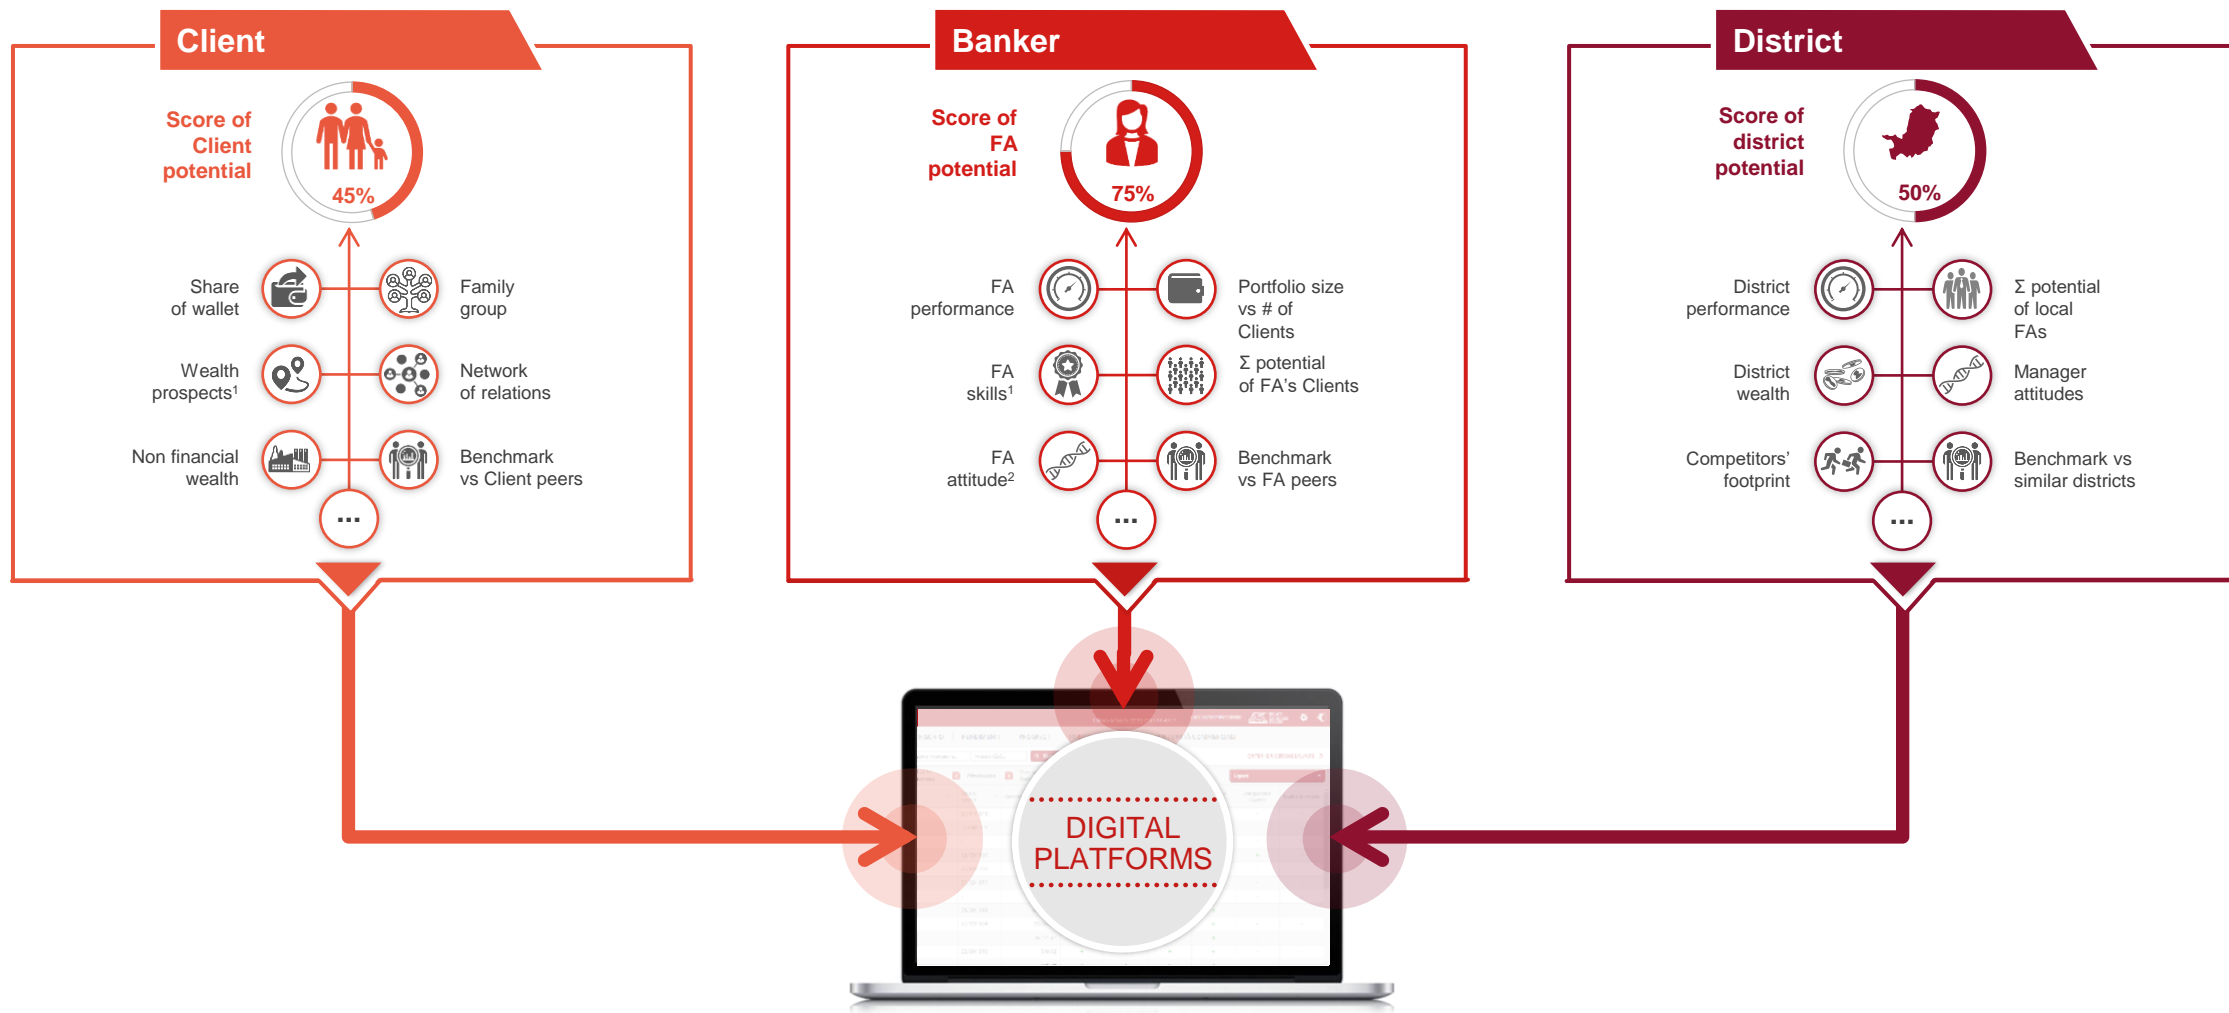 Client
Score of
Client
potential
45%
Share
of wallet
Family
group
Wealth
prospects¹
Network
of relations
Non financial
wealth
Benchmark
vs Client peers
...
Banker
Score of
FA
potential
75%
FA
performance
Portfolio size
vs # of
Clients
FA
skills¹
Σ potential
of FA's Clients
FA
attitude²
Benchmark
vs FA peers
...
District
Score of
district
potential
50%
District
performance
Σ potential
of local
FAs
District
wealth
Manager
attitudes
Competitors'
footprint
Benchmark vs
similar districts
...
DIGITAL
PLATFORMS